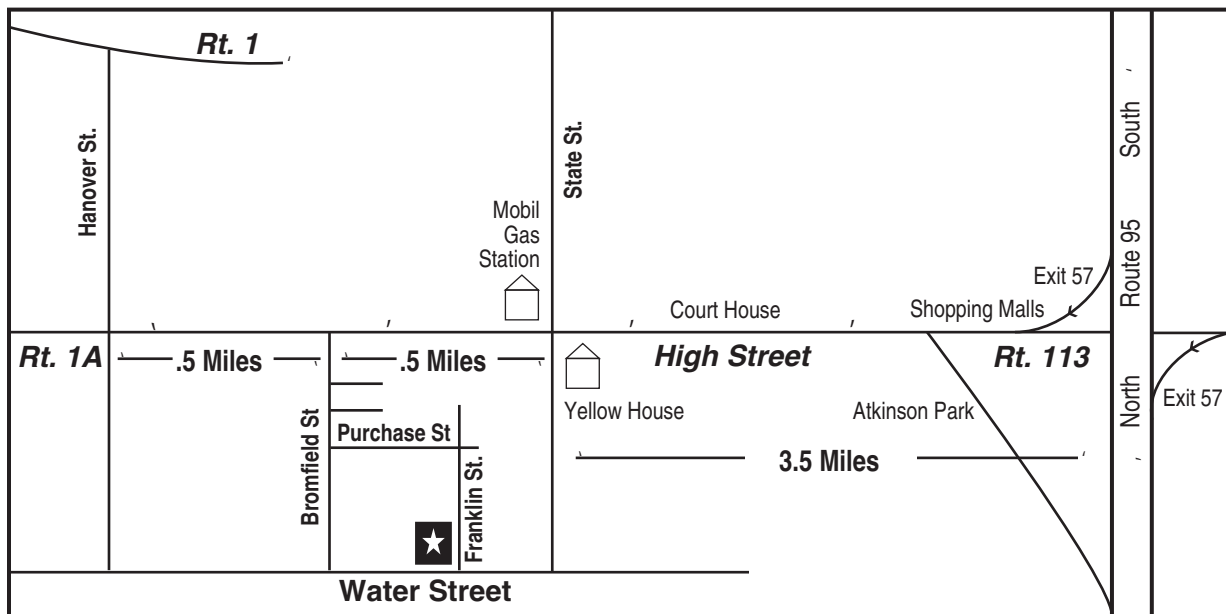 Rt. 1
Hanover St.
State St.
Mobil
Gas
Station
South
Route 95
North
Exit 57
Court House
Shopping Malls
Rt. 1A
.5 Miles
.5 Miles
High Street
Rt. 113
Exit 57
Yellow House
Atkinson Park
Bromfield St
Purchase St
Franklin St.
3.5 Miles
Water Street